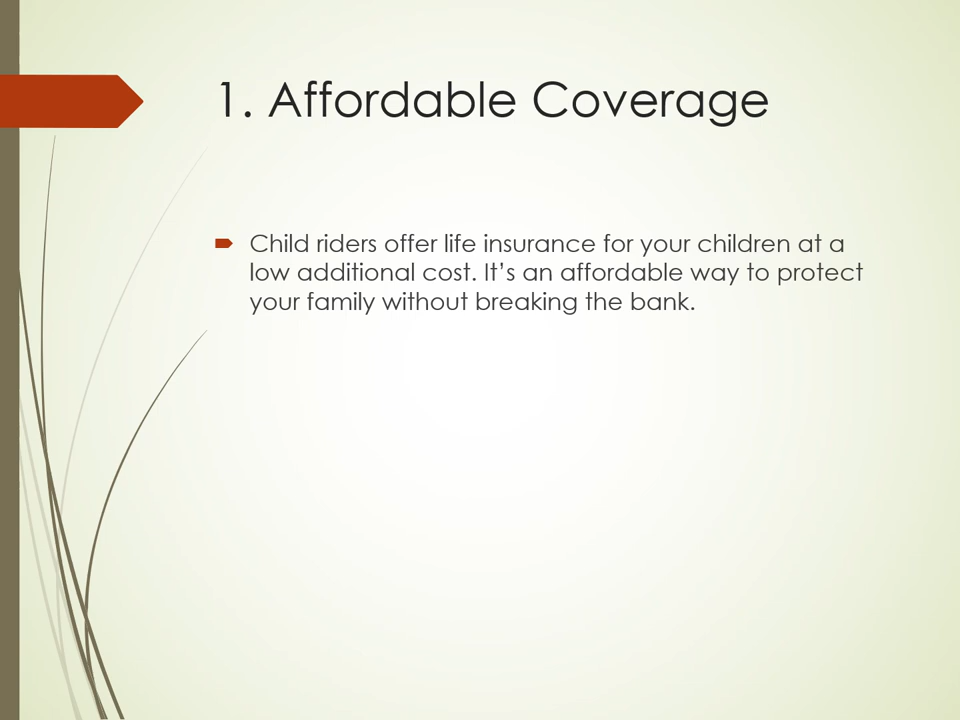 1. Affordable Coverage
Child riders offer life insurance for your children at a
low additional cost. It’s an affordable way to protect
your family without breaking the bank.